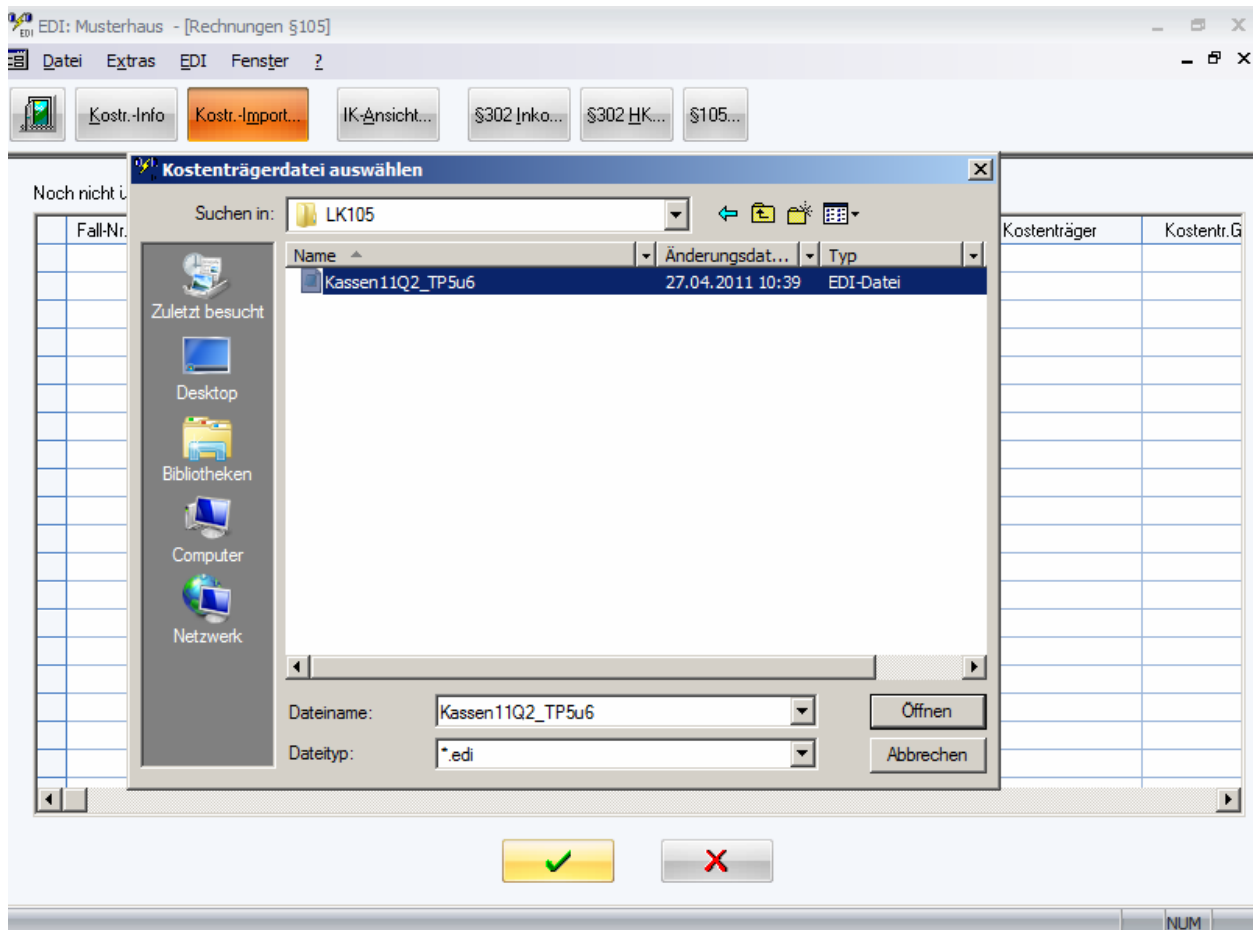 EDI: Musterhaus - [Rechnungen §105]
Datei Extras EDI Fenster ?
Kostr.-Info Kostr.-Import... IK-Ansicht... §302 Inko... §302 HK... §105...
Kostenträgerdatei auswählen
Noch nicht
Suchen in: LK105
Fall-Nr. Kostenträger Kostentr.G
Name Änderungsdat... Typ
Kassen11Q2_TP5u6 27.04.2011 10:39 EDI-Datei
Zuletzt besucht
Desktop
Bibliotheken
Computer
Netzwerk
Dateiname: Kassen11Q2_TP5u6 Öffnen
Dateityp: *.edi Abbrechen
NUM